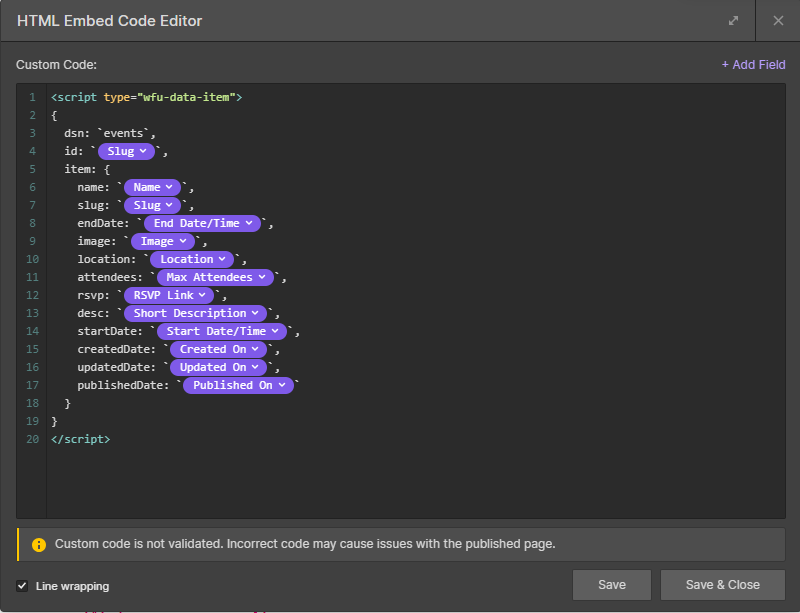 HTML Embed Code Editor
Custom Code:
+ Add Field
1 <script type="wfu-data-item">
2 {
3 dsn: `events`,
4 id: `Slug`,
5 item: {
6 name: `Name`,
7 slug: `Slug`,
8 endDate: `End Date/Time`,
9 image: `Image`,
10 location: `Location`,
11 attendees: `Max Attendees`,
12 rsvp: `RSVP Link`,
13 desc: `Short Description`,
14 startDate: `Start Date/Time`,
15 createdDate: `Created On`,
16 updatedDate: `Updated On`,
17 publishedDate: `Published On`
18 }
19 }
20 </script>
Custom code is not validated. Incorrect code may cause issues with the published page.
Line wrapping
Save
Save & Close